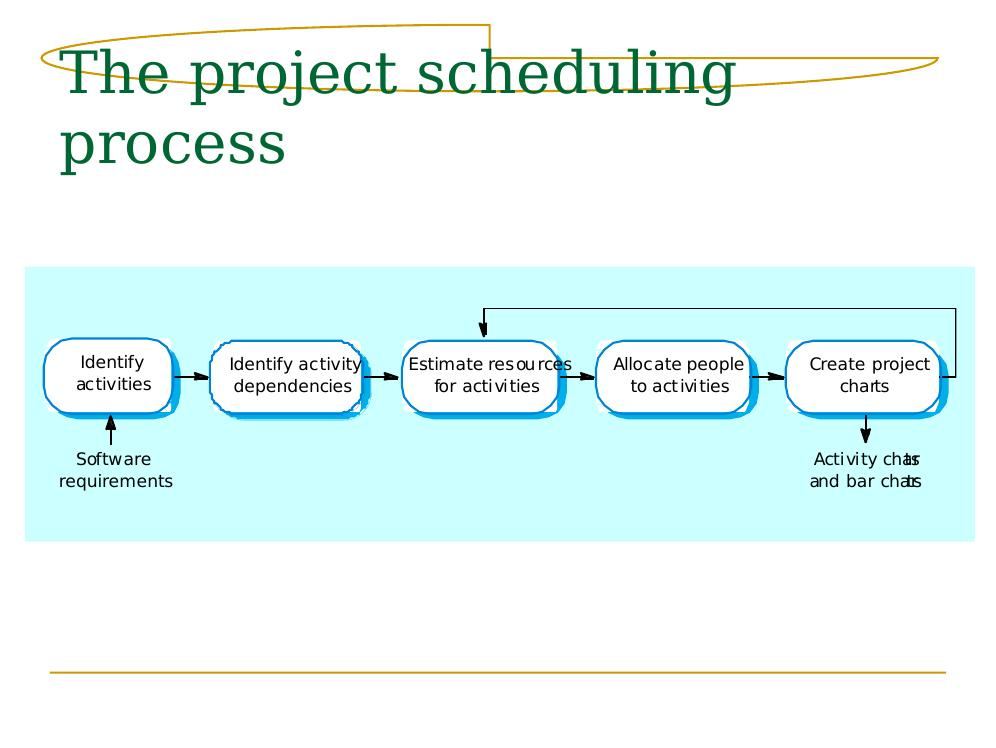 The project scheduling
process
Identify
activities
Identify activity
dependencies
Estimate resources
for activities
Allocate people
to activities
Create project
charts
Software
requirements
Activity charts
and bar charts